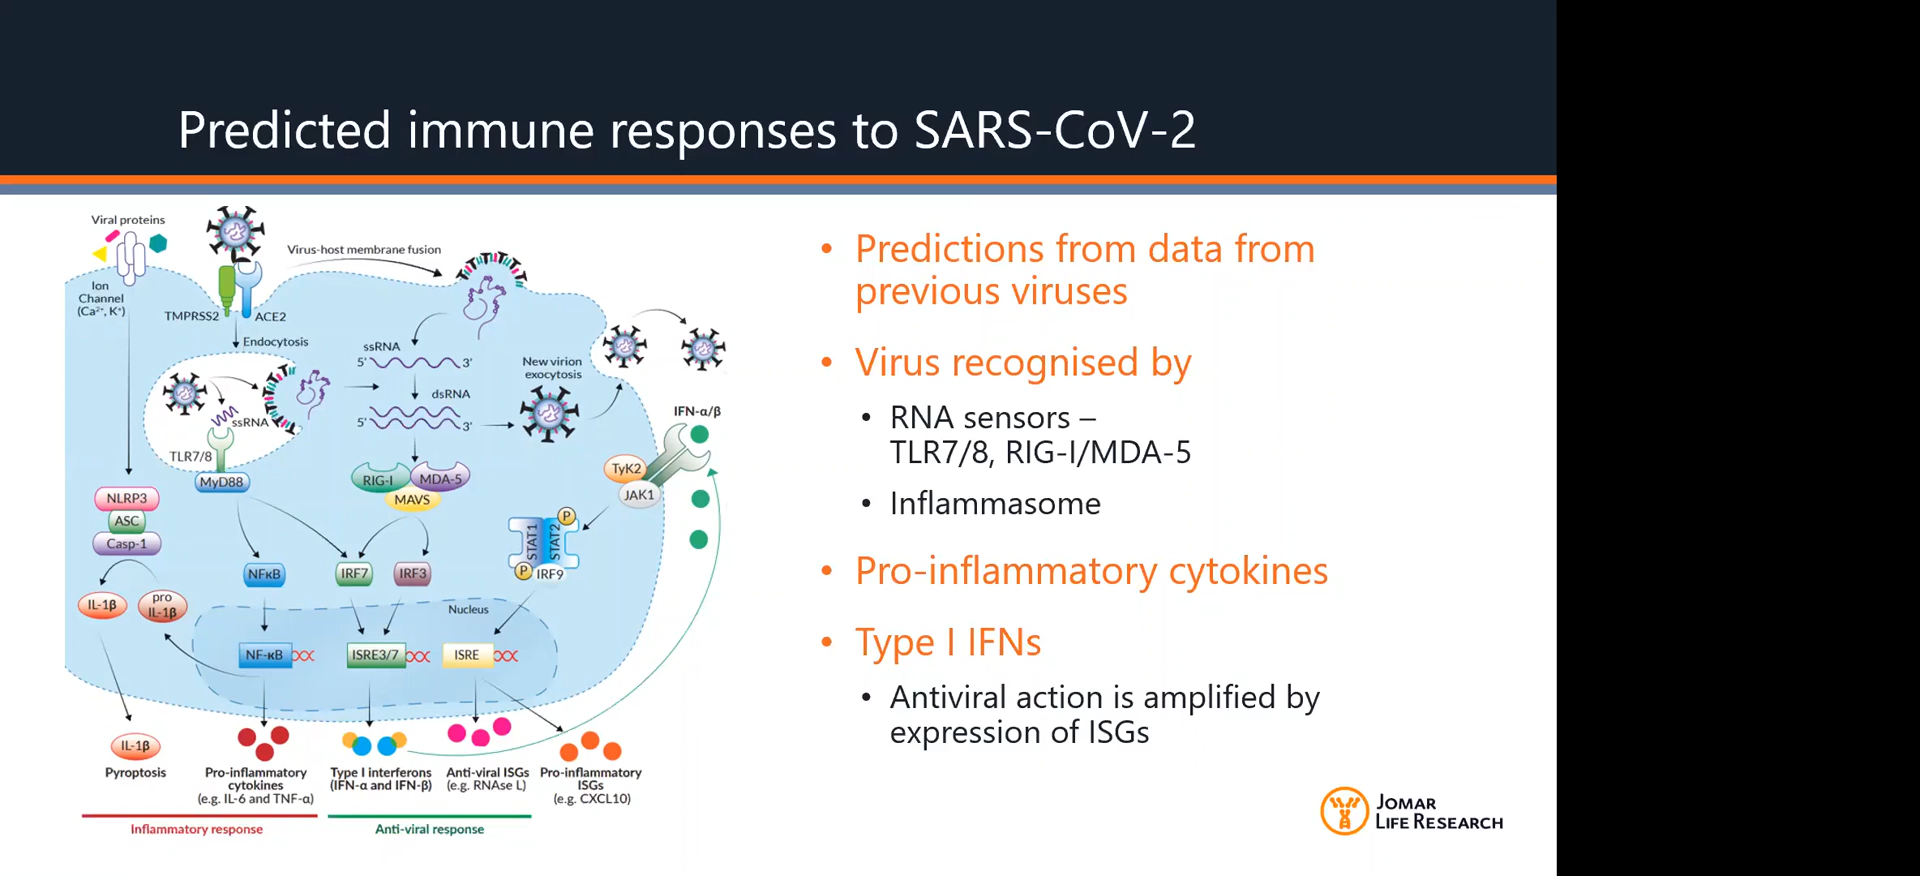 Predicted immune responses to SARS-CoV-2
Viral proteins
Virus-host membrane fusion
Ion
Channel
(Ca²⁺, K⁺)
TMPRSS2
ACE2
Endocytosis
ssRNA
5'
3'
New virion
exocytosis
dsRNA
5'
3'
ssRNA
IFN-α/β
TLR7/8
MyD88
RIG-I
MDA-5
MAVS
TyK2
JAK1
NLRP3
ASC
Casp-1
P
STAT1
STAT2
P
IRF9
NFκB
IRF7
IRF3
IL-1β
pro
IL-1β
Nucleus
NF-κB
ISRE3/7
ISRE
IL-1β
Pyroptosis
Pro-inflammatory
cytokines
(e.g. IL-6 and TNF-α)
Type I interferons
(IFN-α and IFN-β)
Anti-viral ISGs
(e.g. RNAse L)
Pro-inflammatory
ISGs
(e.g. CXCL10)
Inflammatory response
Anti-viral response
• Predictions from data from
previous viruses
• Virus recognised by
• RNA sensors –
TLR7/8, RIG-I/MDA-5
• Inflammasome
• Pro-inflammatory cytokines
• Type I IFNs
• Antiviral action is amplified by
expression of ISGs
JOMAR
LIFE RESEARCH